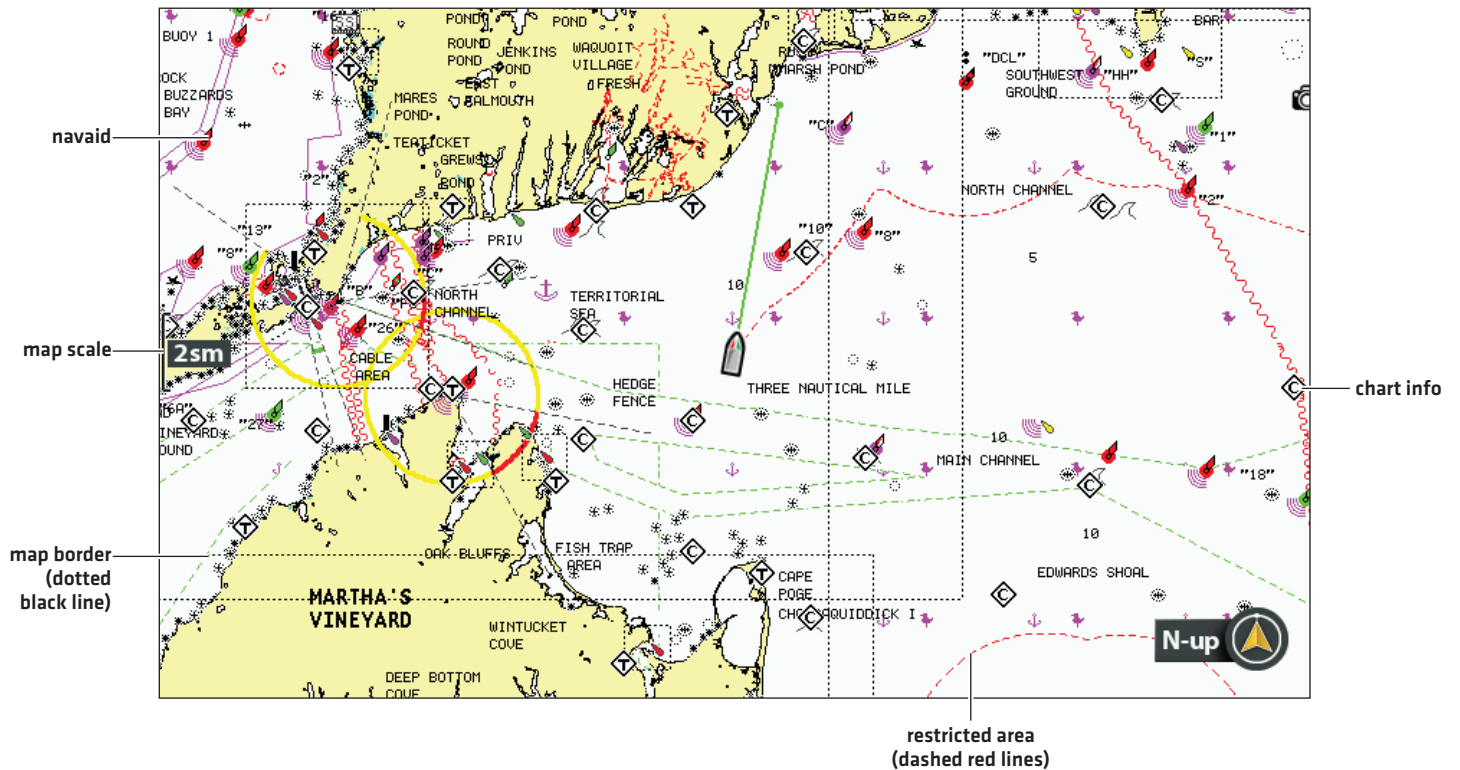 BUOY 1
"16"
SS
POND
POND
ROUND
POND
JENKINS
POND
WAQUOIT
VILLAGE
FRESH
EAST
FALMOUTH
MARSH POND
"DCL"
SOUTHWEST
GROUND
"HH"
"S"
BAR
BUZZARDS
BAY
MARES
POND
TEATICKET
GREWS
POND
"C"
"1"
navaid
"2"
NORTH CHANNEL
"2"
"13"
"8"
PRIV
"10"
"8"
5
"C"
"B"
NORTH
CHANNEL
TERRITORIAL
SEA
10
"26"
map scale
2sm
CABLE
AREA
HEDGE
FENCE
THREE NAUTICAL MILE
chart info
"6A"
"27"
10
MAIN CHANNEL
"18"
map border
(dotted
black line)
OAK BLUFFS
FISH TRAP
AREA
10
EDWARDS SHOAL
CAPE
POGE
MARTHA'S
VINEYARD
WINTUCKET
COVE
N-up
DEEP BOTTOM
COVE
restricted area
(dashed red lines)
T
C